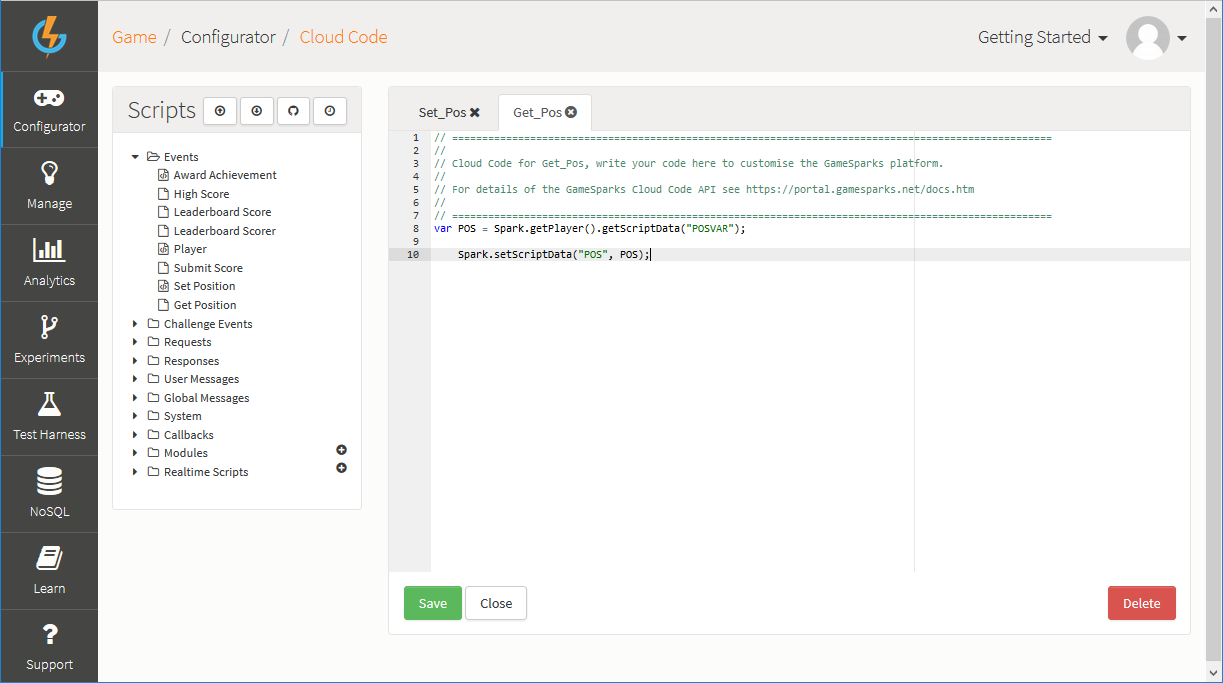 Game / Configurator / Cloud Code
Getting Started
Configurator
Manage
Analytics
Experiments
Test Harness
NoSQL
Learn
Support
Scripts
Events
Award Achievement
High Score
Leaderboard Score
Leaderboard Scorer
Player
Submit Score
Set Position
Get Position
Challenge Events
Requests
Responses
User Messages
Global Messages
System
Callbacks
Modules
Realtime Scripts
Set_Pos Get_Pos
1 // ====================================================================================================
2 //
3 // Cloud Code for Get_Pos, write your code here to customise the GameSparks platform.
4 //
5 // For details of the GameSparks Cloud Code API see https://portal.gamesparks.net/docs.htm
6 //
7 // ====================================================================================================
8 var POS = Spark.getPlayer().getScriptData("POSVAR");
9
10 Spark.setScriptData("POS", POS);
Save Close Delete